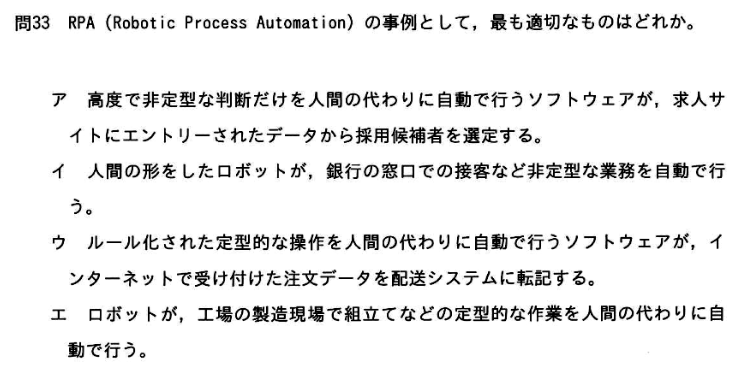 問33 RPA（Robotic Process Automation）の事例として，最も適切なものはどれか。
ア 高度で非定型な判断だけを人間の代わりに自動で行うソフトウェアが，求人サ
イトにエントリーされたデータから採用候補者を選定する。
イ 人間の形をしたロボットが，銀行の窓口での接客など非定型な業務を自動で行
う。
ウ ルール化された定型的な操作を人間の代わりに自動で行うソフトウェアが，イ
ンターネットで受け付けた注文データを配送システムに転記する。
エ ロボットが，工場の製造現場で組立てなどの定型的な作業を人間の代わりに自
動で行う。